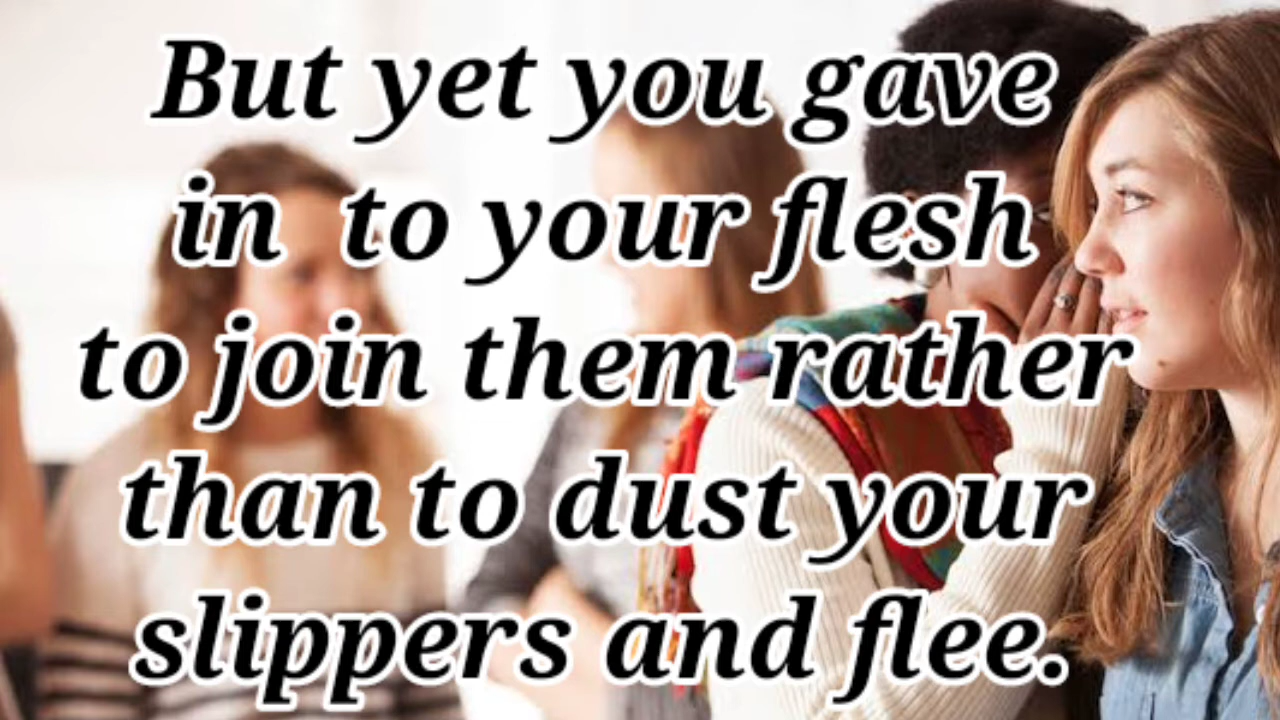 But yet you gave
in to your flesh
to join them rather
than to dust your
slippers and flee.